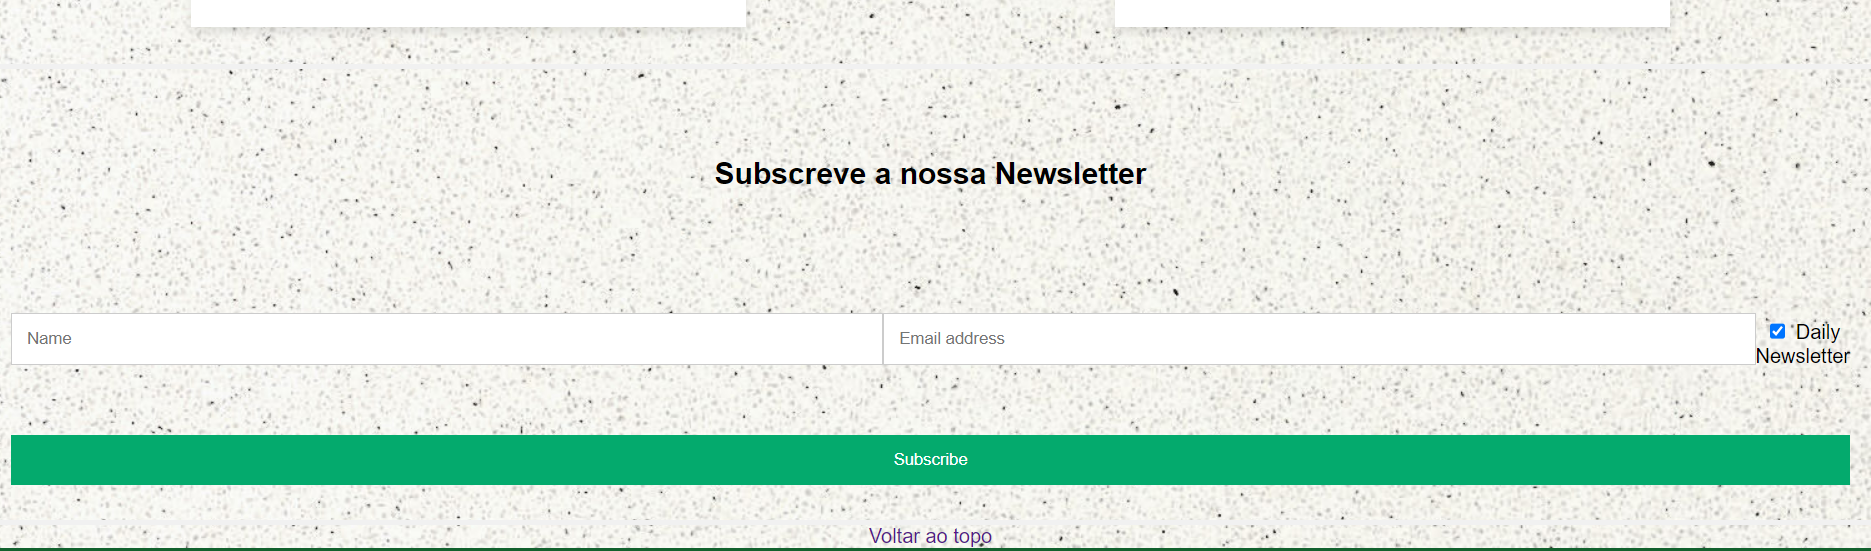 Subscreve a nossa Newsletter
Name
Email address
Daily
Newsletter
Subscribe
Voltar ao topo